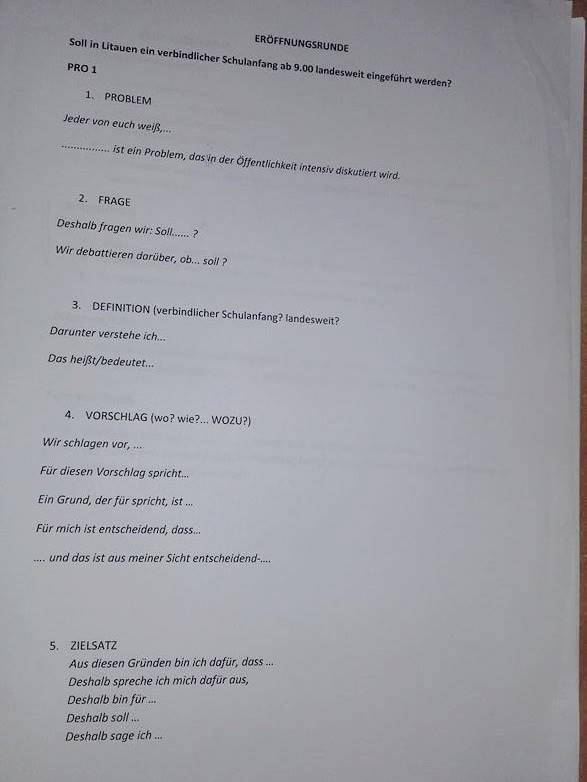 ERÖFFNUNGSRUNDE
Soll in Litauen ein verbindlicher Schulanfang ab 9.00 landesweit eingeführt werden?
PRO 1
1. PROBLEM
Jeder von euch weiß,...
................ ist ein Problem, das in der Öffentlichkeit intensiv diskutiert wird.
2. FRAGE
Deshalb fragen wir: Soll...... ?
Wir debattieren darüber, ob... soll ?
3. DEFINITION (verbindlicher Schulanfang? landesweit?
Darunter verstehe ich...
Das heißt/bedeutet...
4. VORSCHLAG (wo? wie?... WOZU?)
Wir schlagen vor, ...
Für diesen Vorschlag spricht...
Ein Grund, der für spricht, ist ...
Für mich ist entscheidend, dass...
.... und das ist aus meiner Sicht entscheidend-....
5. ZIELSATZ
Aus diesen Gründen bin ich dafür, dass ...
Deshalb spreche ich mich dafür aus,
Deshalb bin für ...
Deshalb soll ...
Deshalb sage ich ...